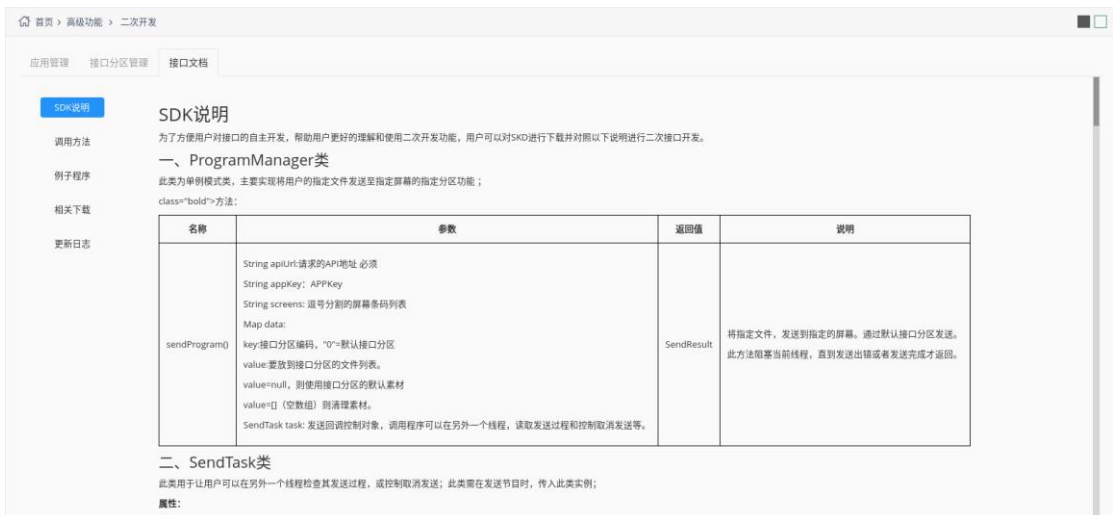 首页 › 高级功能 › 二次开发
应用管理 接口分区管理 接口文档
SDK说明
调用方法
例子程序
相关下载
更新日志
SDK说明
为了方便用户对接口的自主开发，帮助用户更好的理解和使用二次开发功能，用户可以对SKD进行下载并对照以下说明进行二次接口开发。
一、ProgramManager类
此类为单例模式类，主要实现将用户的指定文件发送至指定屏幕的指定分区功能；
class="bold">方法：
名称 参数 返回值 说明
sendProgram()
String apiUrl:请求的API地址 必须
String appKey：APPKey
String screens: 逗号分割的屏幕条码列表
Map data:
key:接口分区编码，"0"=默认接口分区
value:要放到接口分区的文件列表。
value=null，则使用接口分区的默认素材
value=[]（空数组）则清理素材。
SendTask task: 发送回调控制对象，调用程序可以在另外一个线程，读取发送过程和控制取消发送等。
SendResult
将指定文件，发送到指定的屏幕。通过默认接口分区发送。
此方法阻塞当前线程，直到发送出错或者发送完成才返回。
二、SendTask类
此类用于让用户可以在另外一个线程检查其发送过程，或控制取消发送；此类需在发送节目时，传入此类实例；
属性：